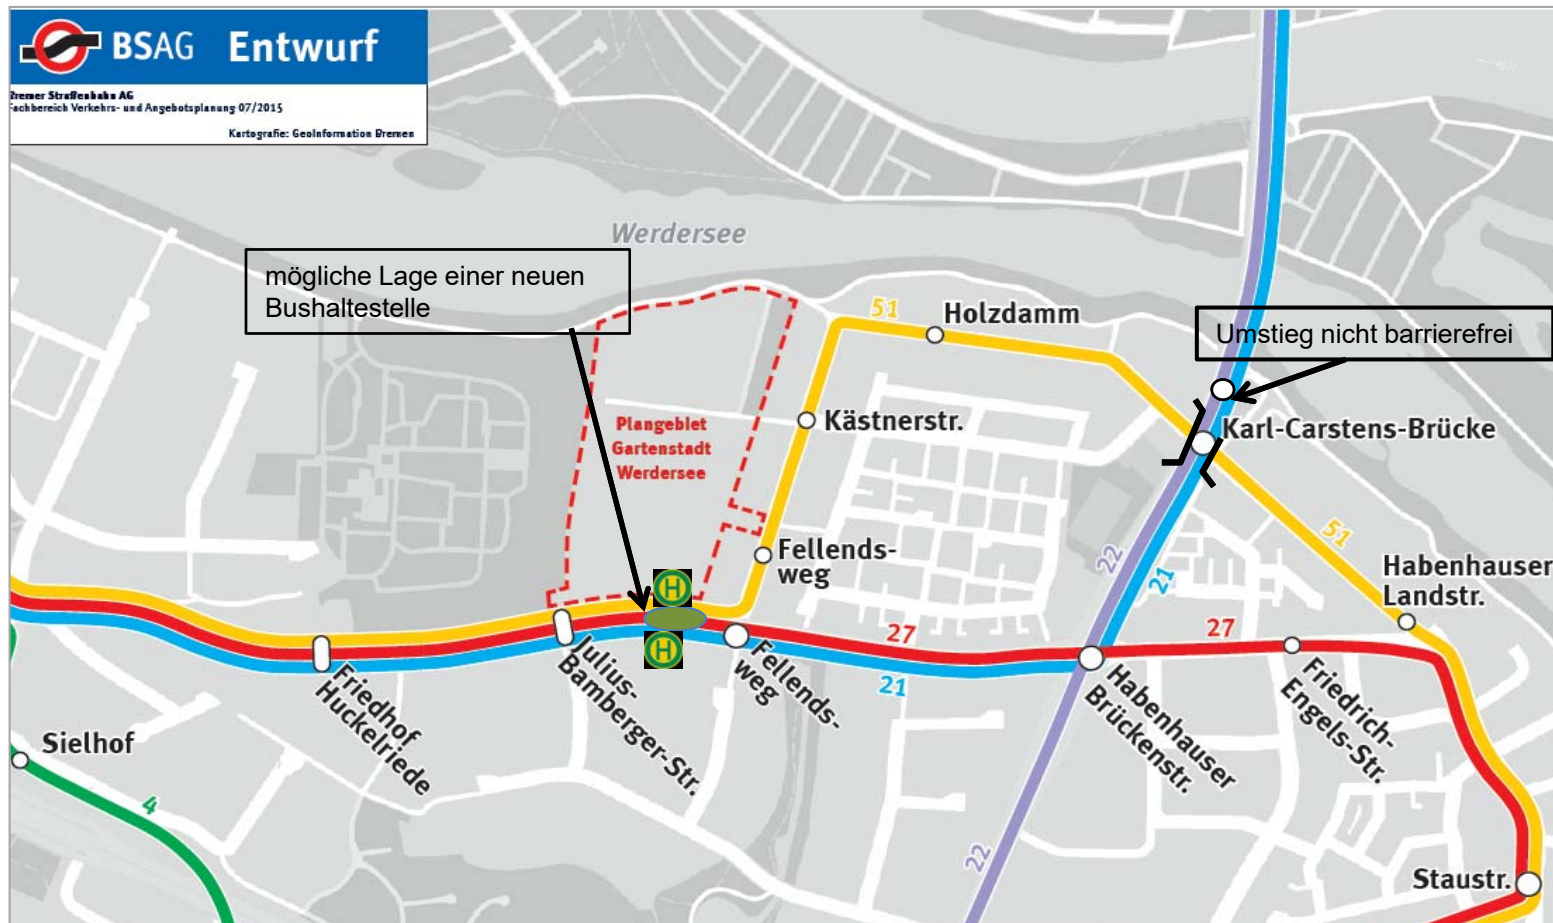 BSAG Entwurf
Bremer Straßenbahn AG
Fachbereich Verkehrs- und Angebotsplanung 07/2015
Kartografie: GeoInformation Bremen
Werdersee
mögliche Lage einer neuen
Bushaltestelle
51
Holzdamm
Umstieg nicht barrierefrei
Plangebiet
Gartenstadt
Werdersee
Kästnerstr.
Karl-Carstens-Brücke
51
Fellends-
weg
22
21
Habenhauser
Landstr.
H
H
27
27
21
Friedhof
Huckelriede
Julius-
Bamberger-Str.
Fellends-
weg
Habenhauser
Brückenstr.
Friedrich-
Engels-Str.
Sielhof
4
22
Staustr.